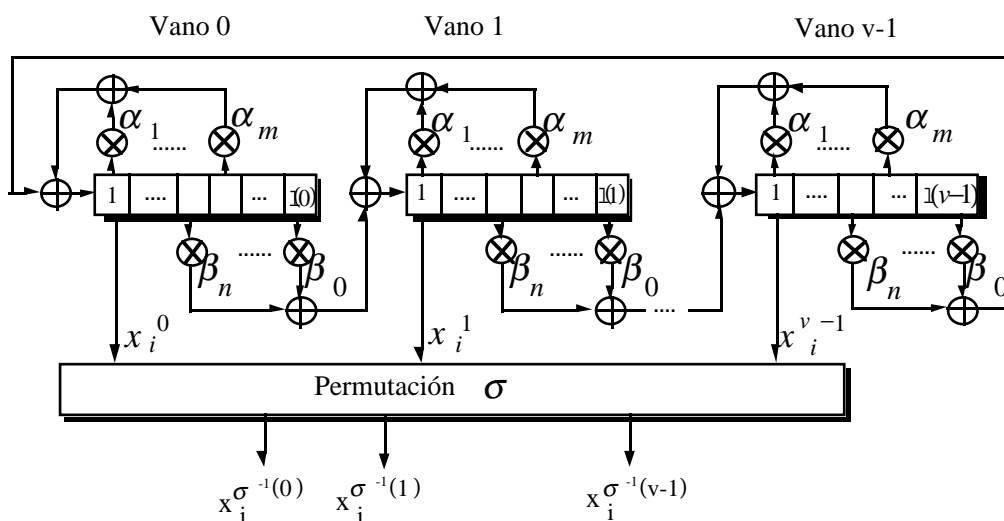 Vano 0 Vano 1 Vano v-1
α 1 ...... α m α 1 ...... α m α 1 ...... α m
1 .... ... l(0) 1 .... ... l(1) 1 .... ... l(v-1)
β n ...... β 0 β n ...... β 0 .... β n ...... β 0
x i 0 x i 1 x i v -1
Permutación σ
x i σ -1(0) x i σ -1(1) x i σ -1(v-1)